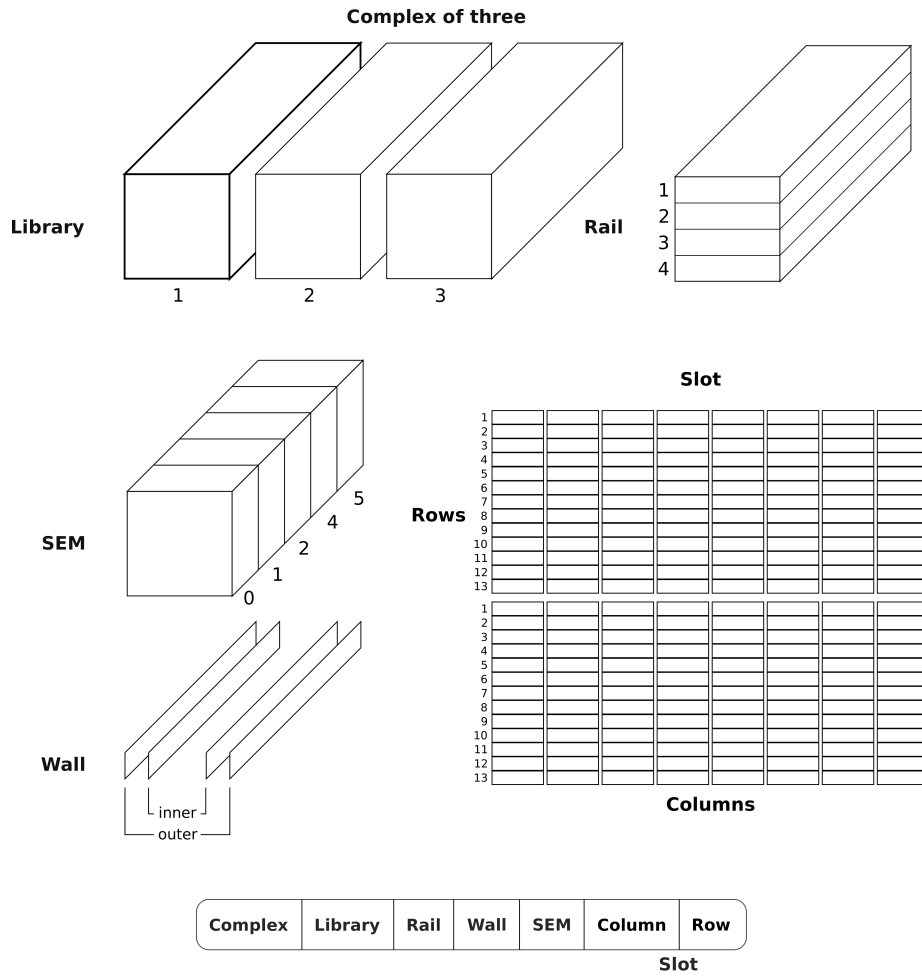 Complex of three
Library
1 2 3
Rail
1
2
3
4
SEM
0
1
2
4
5
Slot
Rows
1
2
3
4
5
6
7
8
9
10
11
12
13
1
2
3
4
5
6
7
8
9
10
11
12
13
Columns
Wall
inner
outer
Complex Library Rail Wall SEM Column Row
Slot